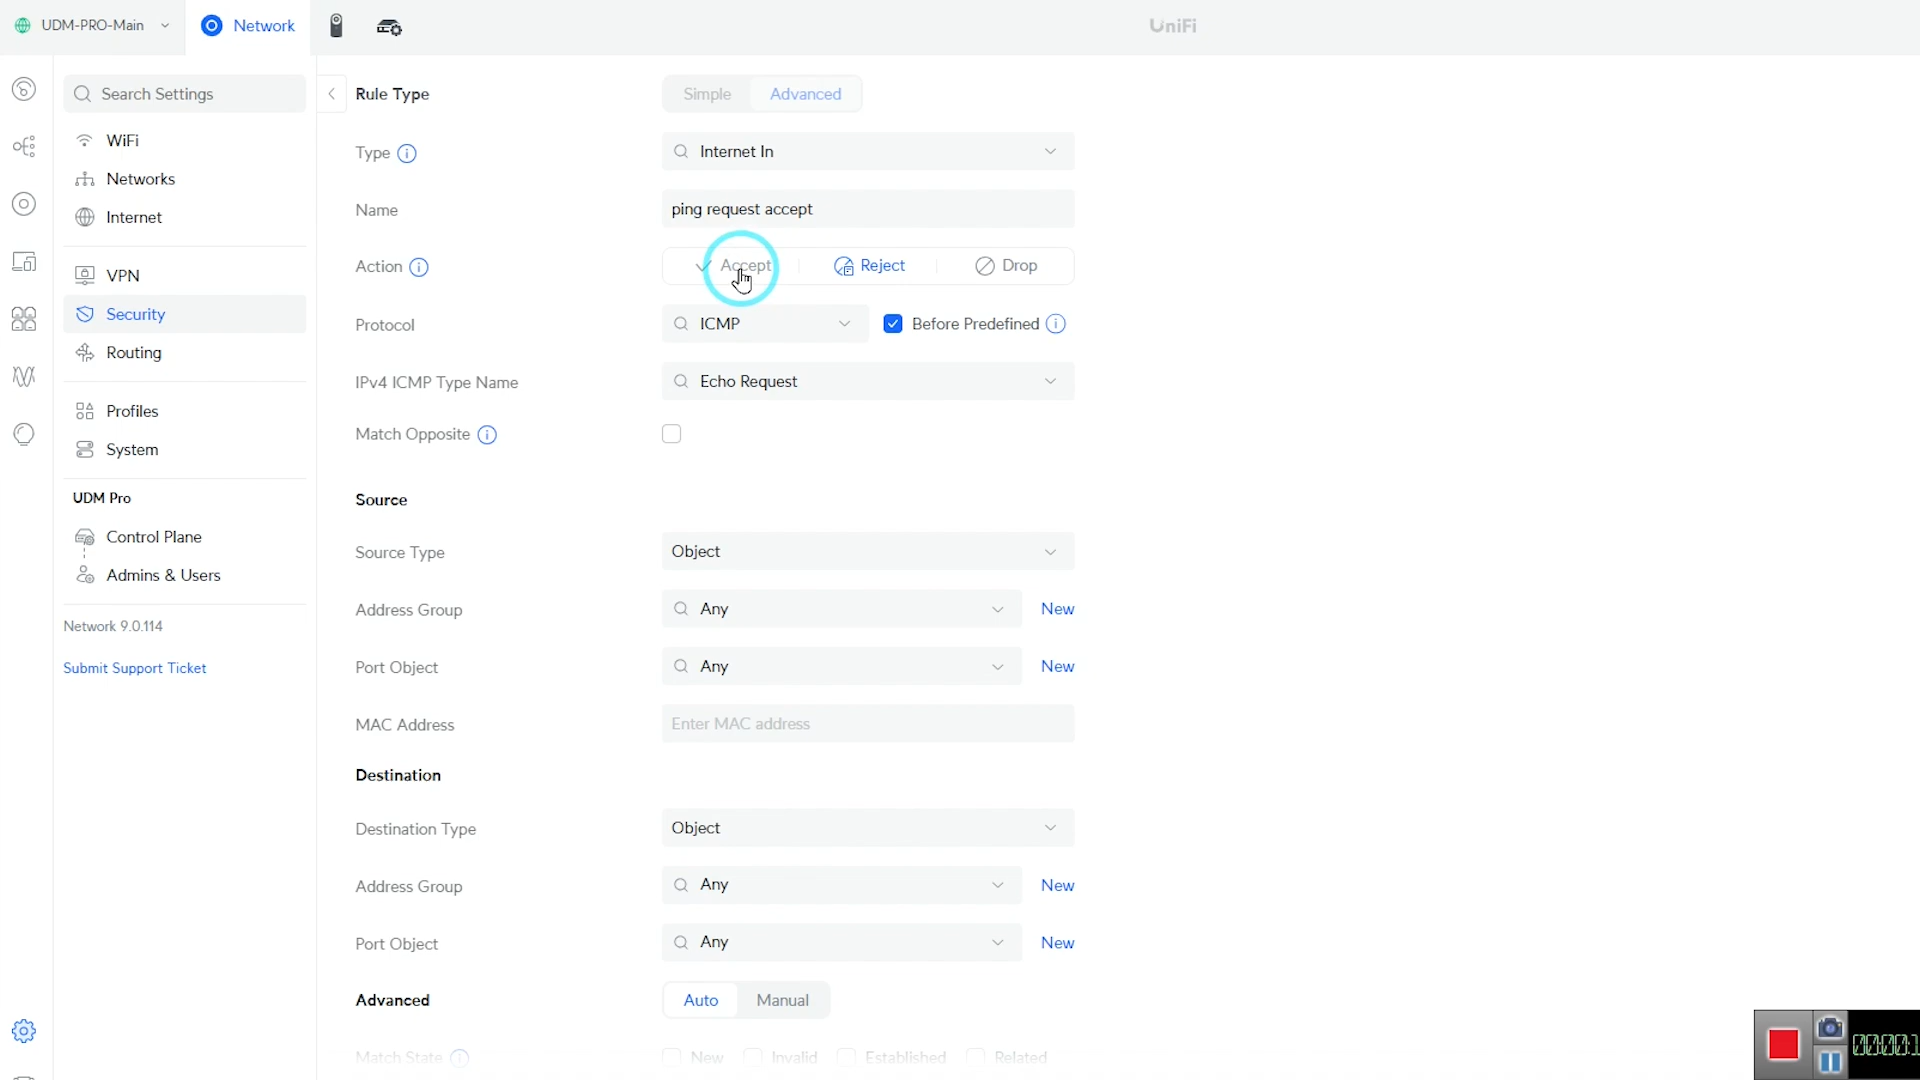 UDM-PRO-Main
Network
UniFi
Search Settings
WiFi
Networks
Internet
VPN
Security
Routing
Profiles
System
UDM Pro
Control Plane
Admins & Users
Network 9.0.114
Submit Support Ticket
Rule Type
Simple Advanced
Type
Internet In
Name
ping request accept
Action
Accept Reject Drop
Protocol
ICMP
Before Predefined
IPv4 ICMP Type Name
Echo Request
Match Opposite
Source
Source Type
Object
Address Group
Any
New
Port Object
Any
New
MAC Address
Enter MAC address
Destination
Destination Type
Object
Address Group
Any
New
Port Object
Any
New
Advanced
Auto Manual
Match State
New Invalid Established Related